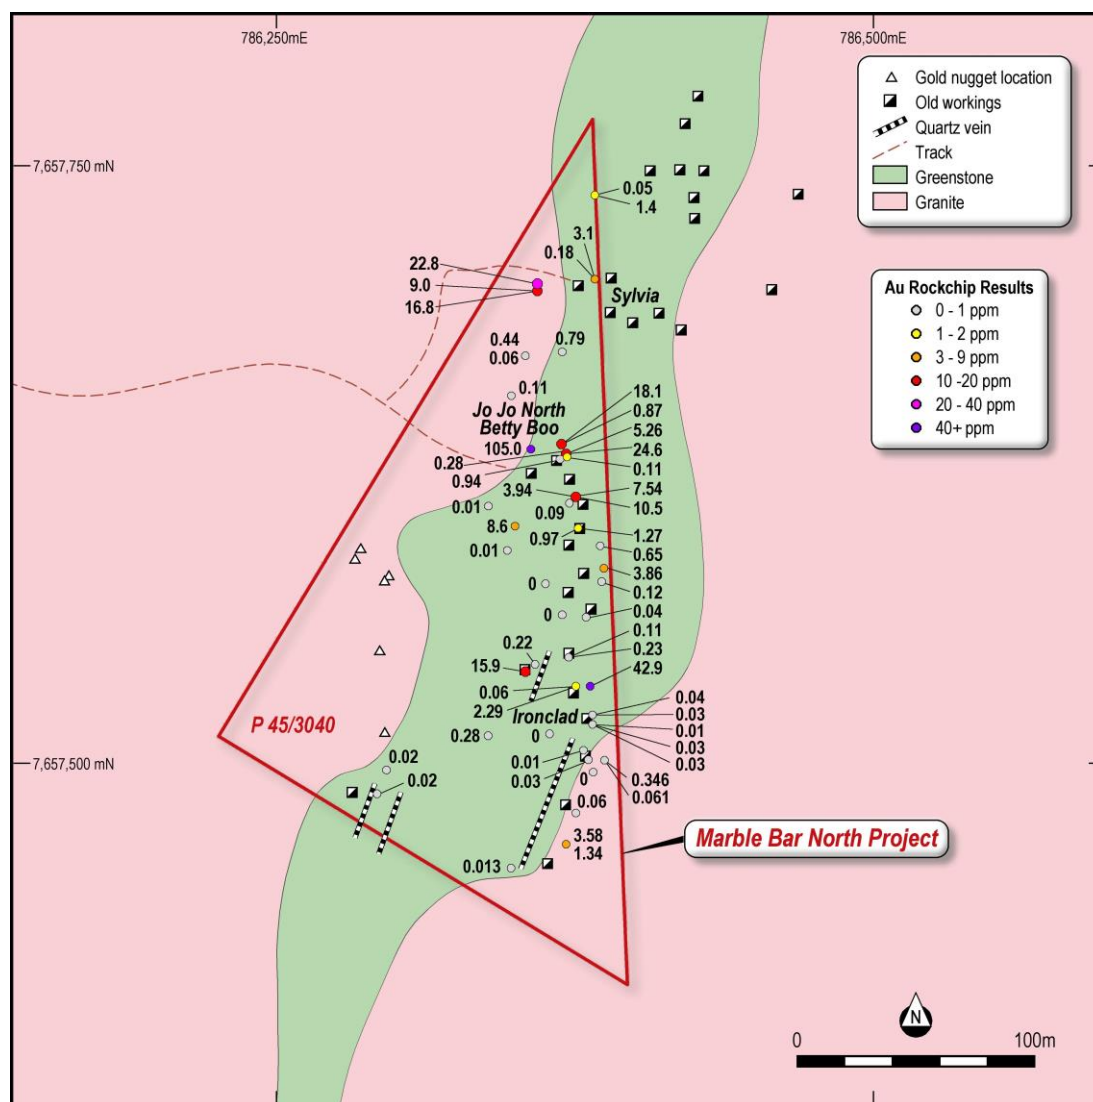 786,250mE
786,500mE
Gold nugget location
Old workings
Quartz vein
Track
Greenstone
Granite
7,657,750 mN
0.05
1.4
3.1
0.18
22.8
9.0
16.8
Sylvia
Au Rockchip Results
0 - 1 ppm
1 - 2 ppm
3 - 9 ppm
10 -20 ppm
20 - 40 ppm
40+ ppm
0.44
0.06
0.79
0.11
18.1
0.87
5.26
24.6
0.11
Jo Jo North
Betty Boo
105.0
0.28
0.94
3.94
7.54
10.5
0.01
0.09
8.6
0.97
1.27
0.01
0.65
3.86
0.12
0
0
0.04
0.11
0.23
42.9
0.22
15.9
0.06
2.29
Ironclad
0.04
0.03
0.01
0.03
0.03
P 45/3040
0.28
0
7,657,500 mN
0.02
0.02
0.01
0.03
0
0.346
0.061
0.06
3.58
1.34
0.013
Marble Bar North Project
N
0
100m